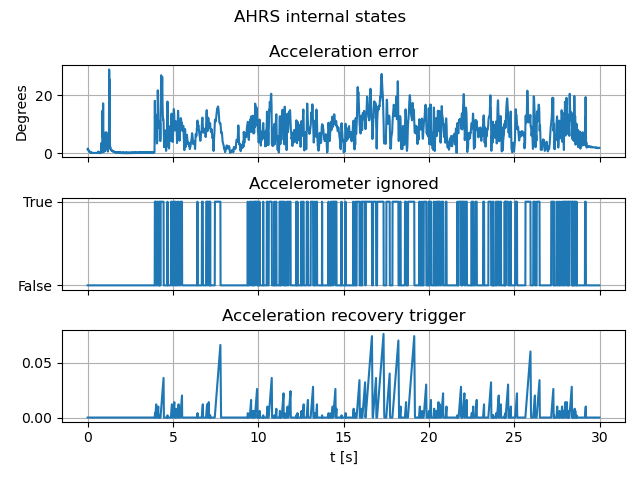 AHRS internal states
Acceleration error
Degrees
20
0
Accelerometer ignored
True
False
Acceleration recovery trigger
0.05
0.00
0 5 10 15 20 25 30
t [s]